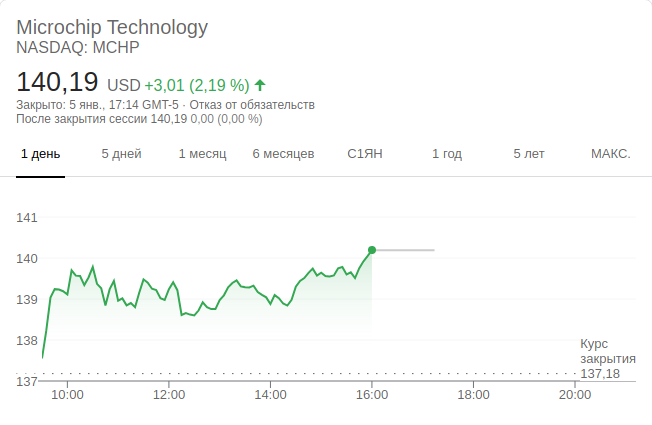 Microchip Technology
NASDAQ: MCHP
140,19 USD +3,01 (2,19 %)
Закрыто: 5 янв., 17:14 GMT-5 · Отказ от обязательств
После закрытия сессии 140,19 0,00 (0,00 %)
1 день 5 дней 1 месяц 6 месяцев С1ЯН 1 год 5 лет МАКС.
141
140
139
138
Курс
закрытия
137,18
137
10:00 12:00 14:00 16:00 18:00 20:00